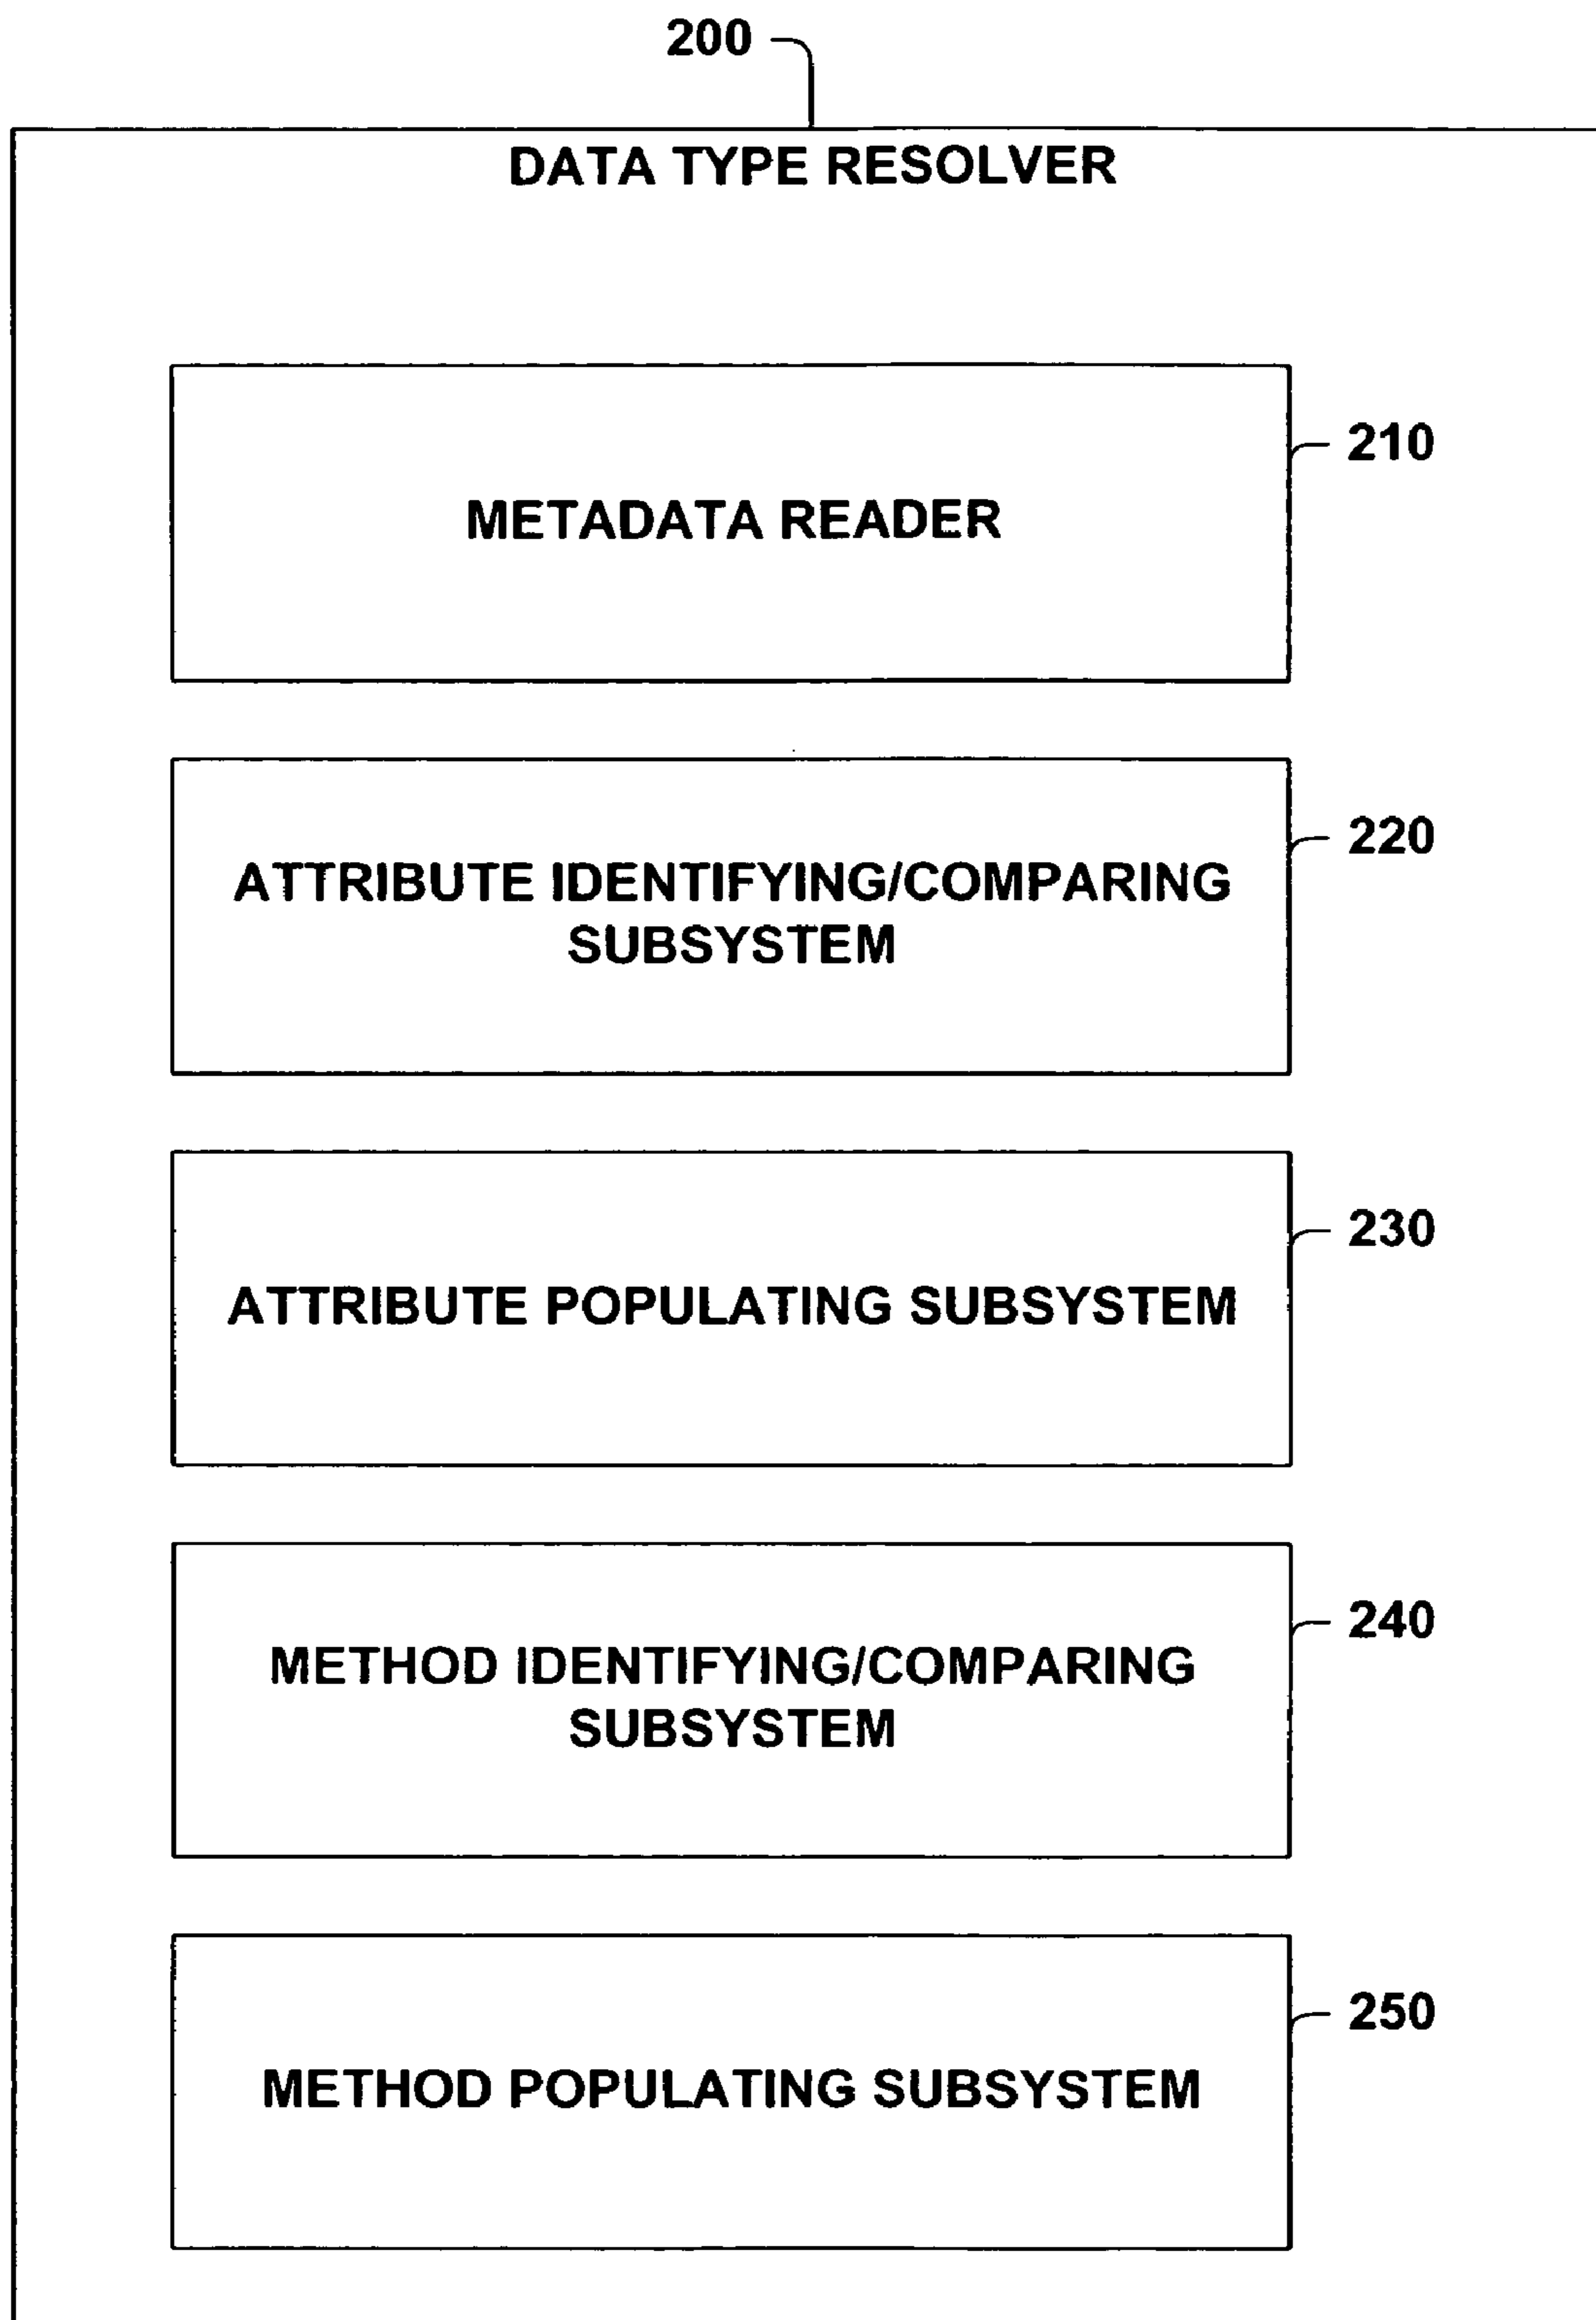 200
DATA TYPE RESOLVER
210
METADATA READER
220
ATTRIBUTE IDENTIFYING/COMPARING
SUBSYSTEM
230
ATTRIBUTE POPULATING SUBSYSTEM
240
METHOD IDENTIFYING/COMPARING
SUBSYSTEM
250
METHOD POPULATING SUBSYSTEM